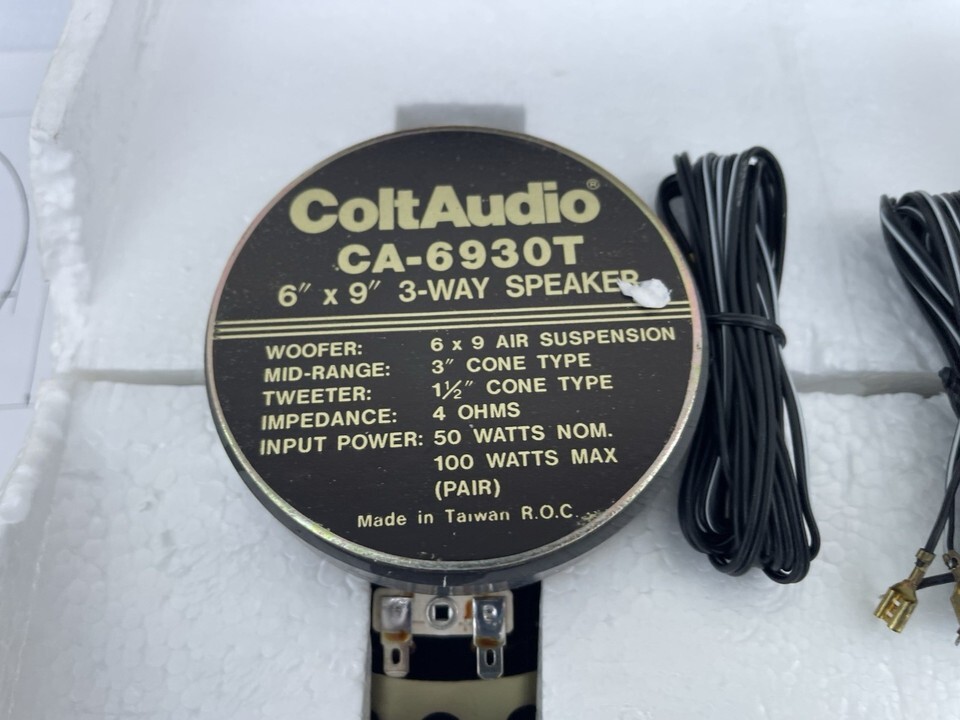 ColtAudio®
CA-6930T
6" x 9" 3-WAY SPEAKER
WOOFER: 6 x 9 AIR SUSPENSION
MID-RANGE: 3" CONE TYPE
TWEETER: 1½" CONE TYPE
IMPEDANCE: 4 OHMS
INPUT POWER: 50 WATTS NOM.
100 WATTS MAX
(PAIR)
Made in Taiwan R.O.C.